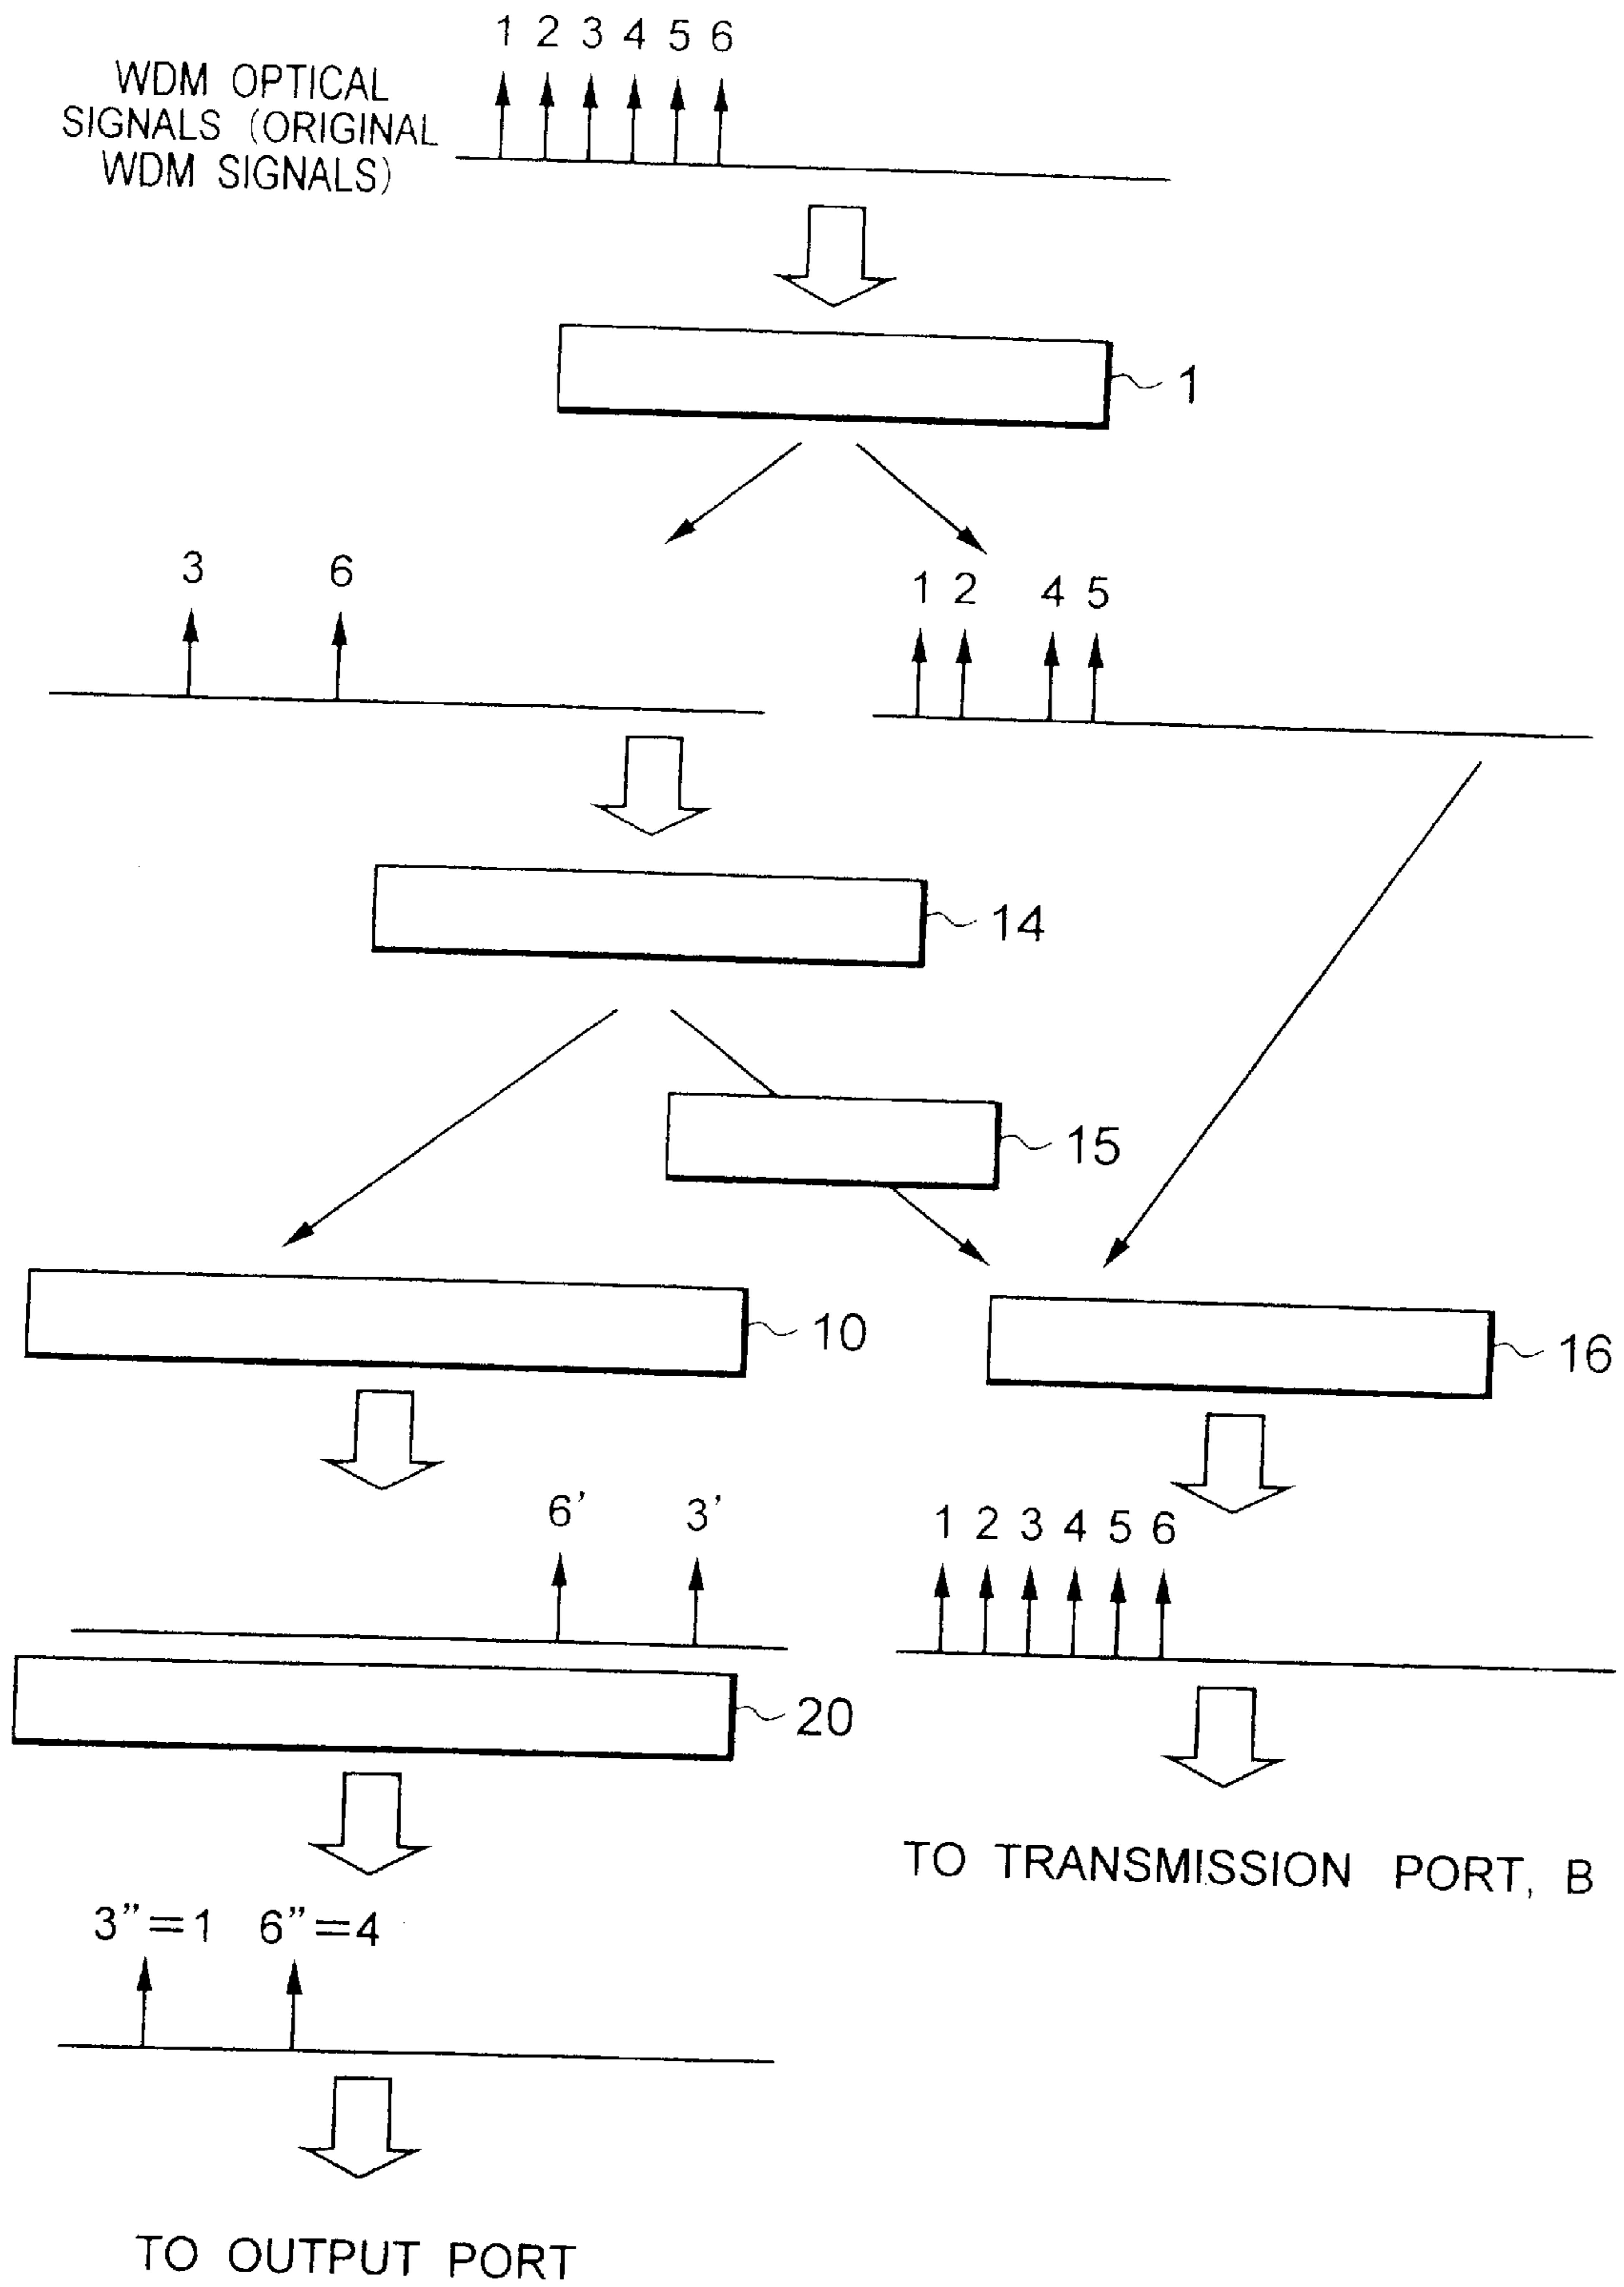 1 2 3 4 5 6
WDM OPTICAL
SIGNALS (ORIGINAL
WDM SIGNALS)
1
3 6
1 2 4 5
14
15
10
16
6' 3'
1 2 3 4 5 6
20
TO TRANSMISSION PORT, B
3”=1 6”=4
TO OUTPUT PORT